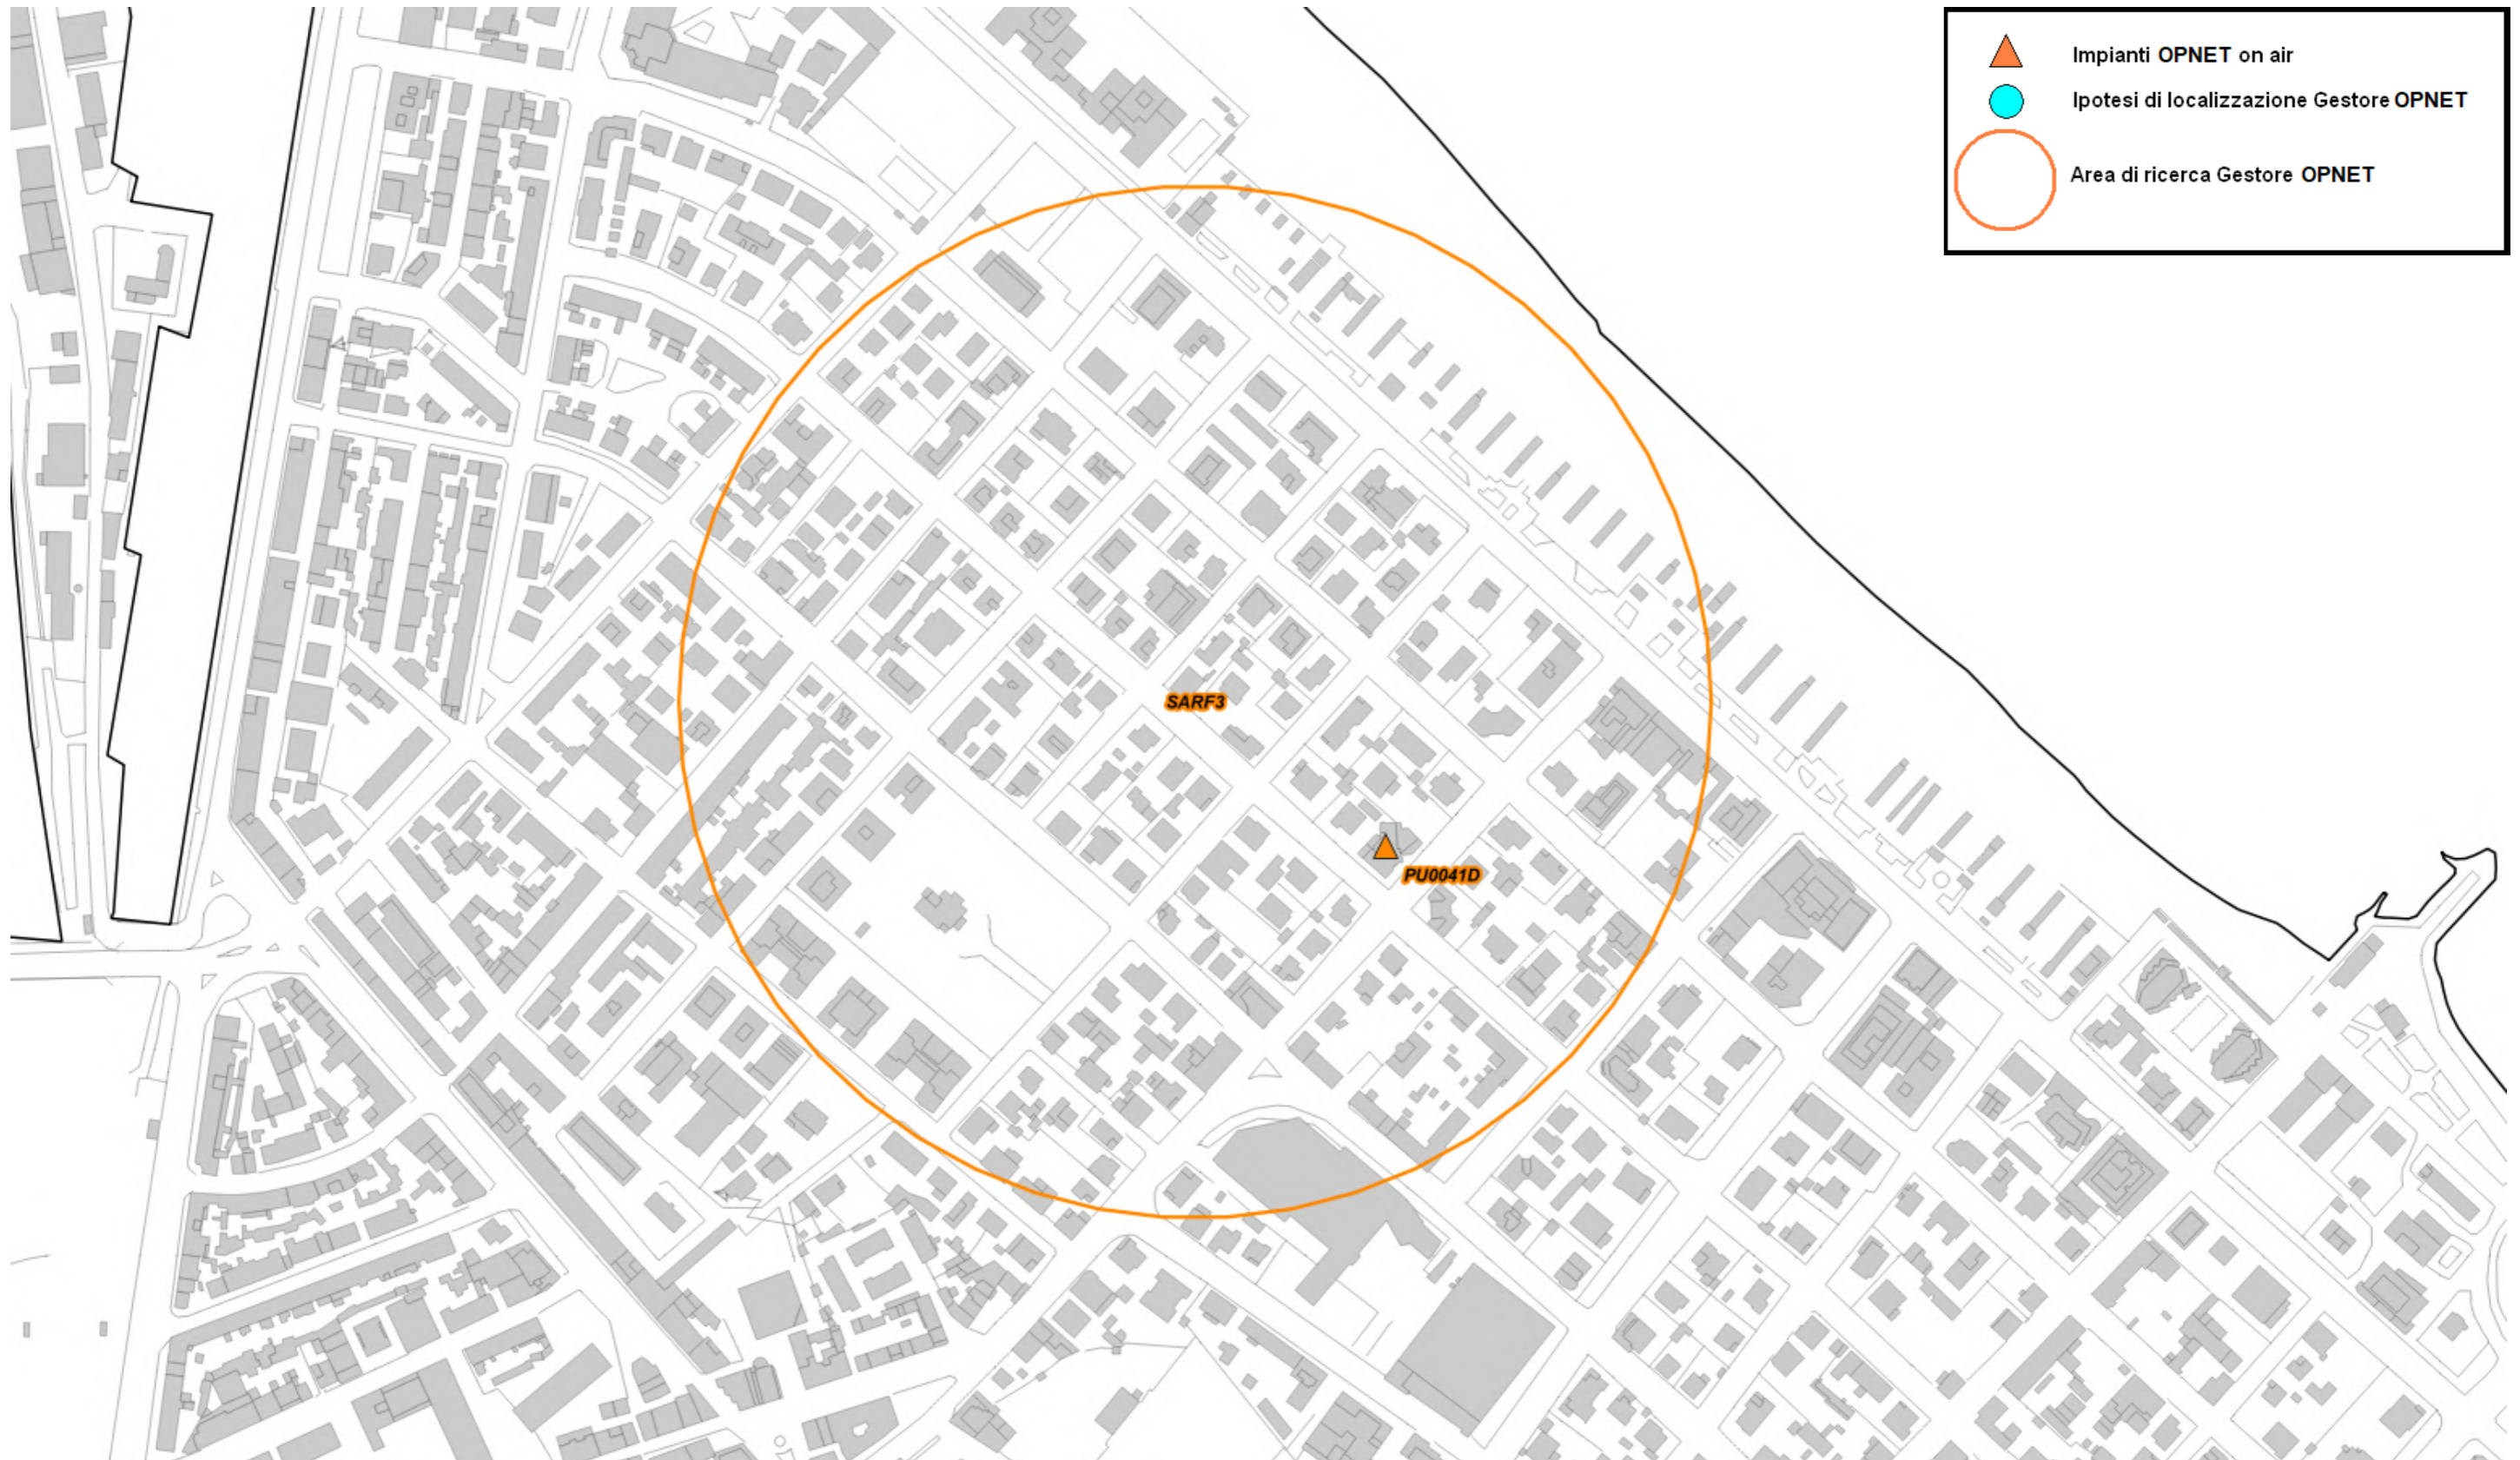 Impianti OPNET on air
Ipotesi di localizzazione Gestore OPNET
Area di ricerca Gestore OPNET
SARF3
PU0041D